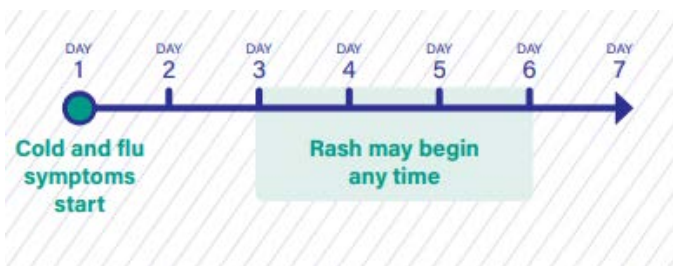 DAY DAY DAY DAY DAY DAY DAY
1 2 3 4 5 6 7
Cold and flu
symptoms
start
Rash may begin
any time